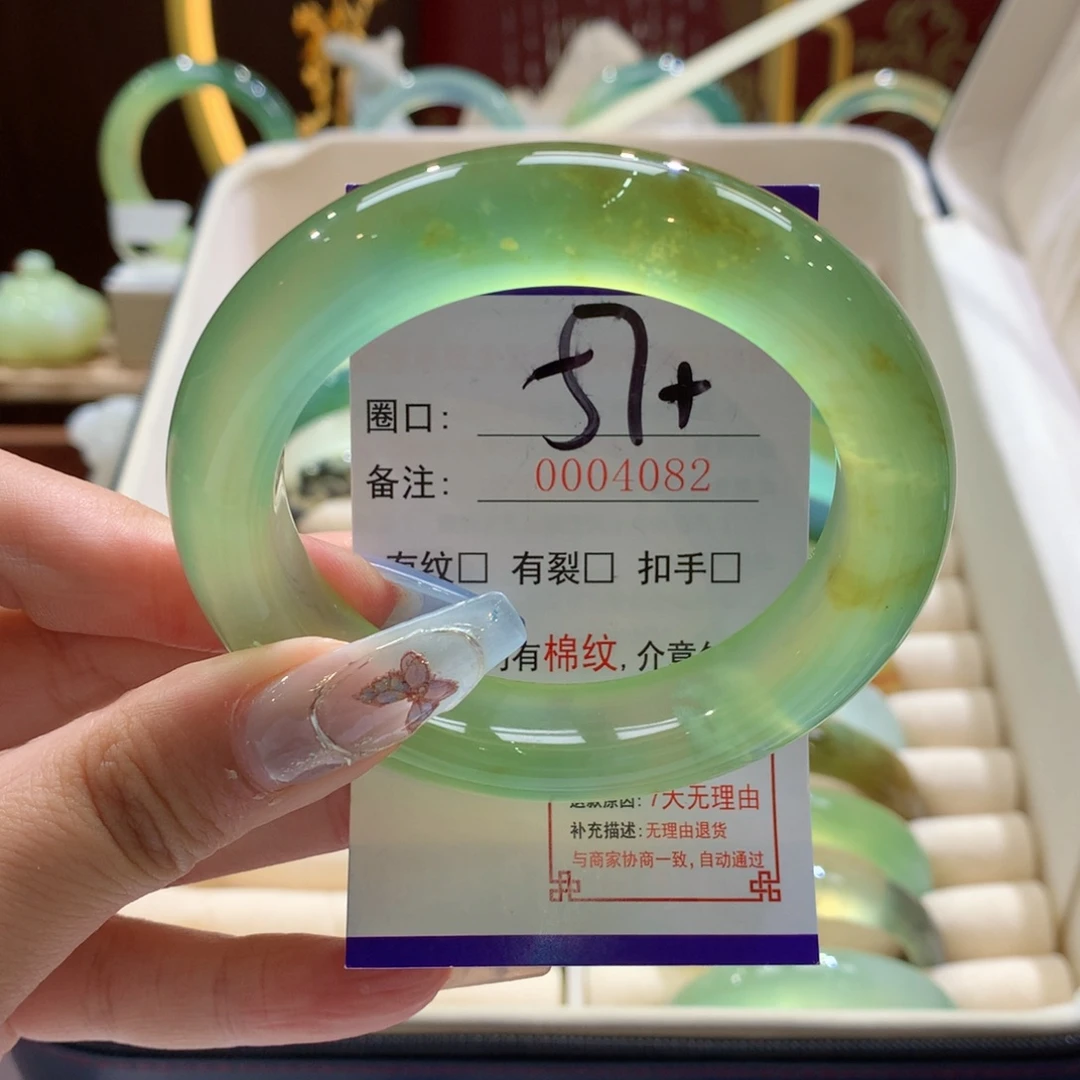 圈口: 57+
备注: 0004082
有纹□ 有裂□ 扣手□
有棉纹, 介意
退款原因: 7天无理由
补充描述: 无理由退货
与商家协商一致, 自动通过